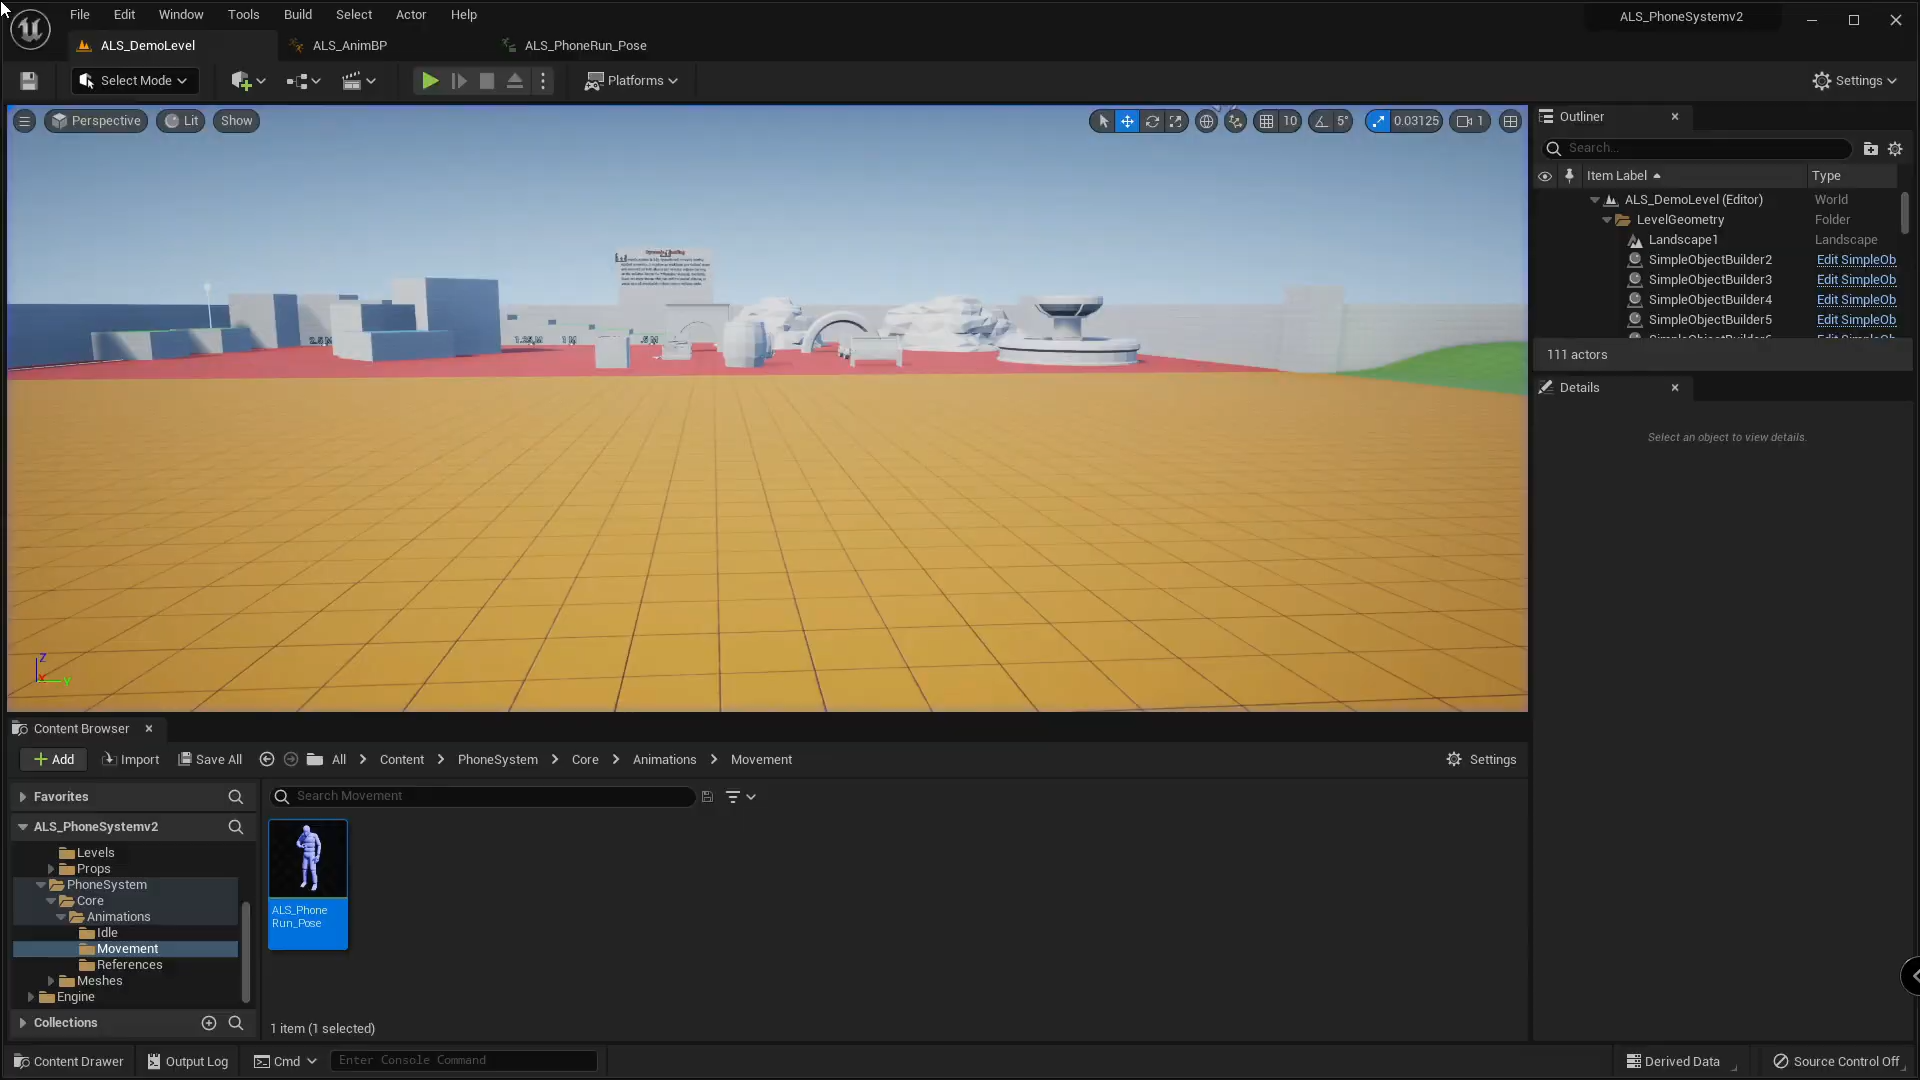 File Edit Window Tools Build Select Actor Help
ALS_PhoneSystemv2
ALS_DemoLevel ALS_AnimBP ALS_PhoneRun_Pose
Select Mode Platforms Settings
Perspective Lit Show 10 5° 0.03125 1
Outliner
Search...
Item Label Type
ALS_DemoLevel (Editor) World
LevelGeometry Folder
Landscape1 Landscape
SimpleObjectBuilder2 Edit SimpleOb
SimpleObjectBuilder3 Edit SimpleOb
SimpleObjectBuilder4 Edit SimpleOb
SimpleObjectBuilder5 Edit SimpleOb
111 actors
Details
Select an object to view details.
1 M
Z
Y
Content Browser
Add Import Save All All Content PhoneSystem Core Animations Movement Settings
Favorites
Search Movement
ALS_PhoneSystemv2
Levels
Props
PhoneSystem
Core
Animations
Idle
Movement
References
Meshes
Engine
Collections
ALS_Phone
Run_Pose
1 item (1 selected)
Content Drawer Output Log Cmd Enter Console Command Derived Data Source Control Off